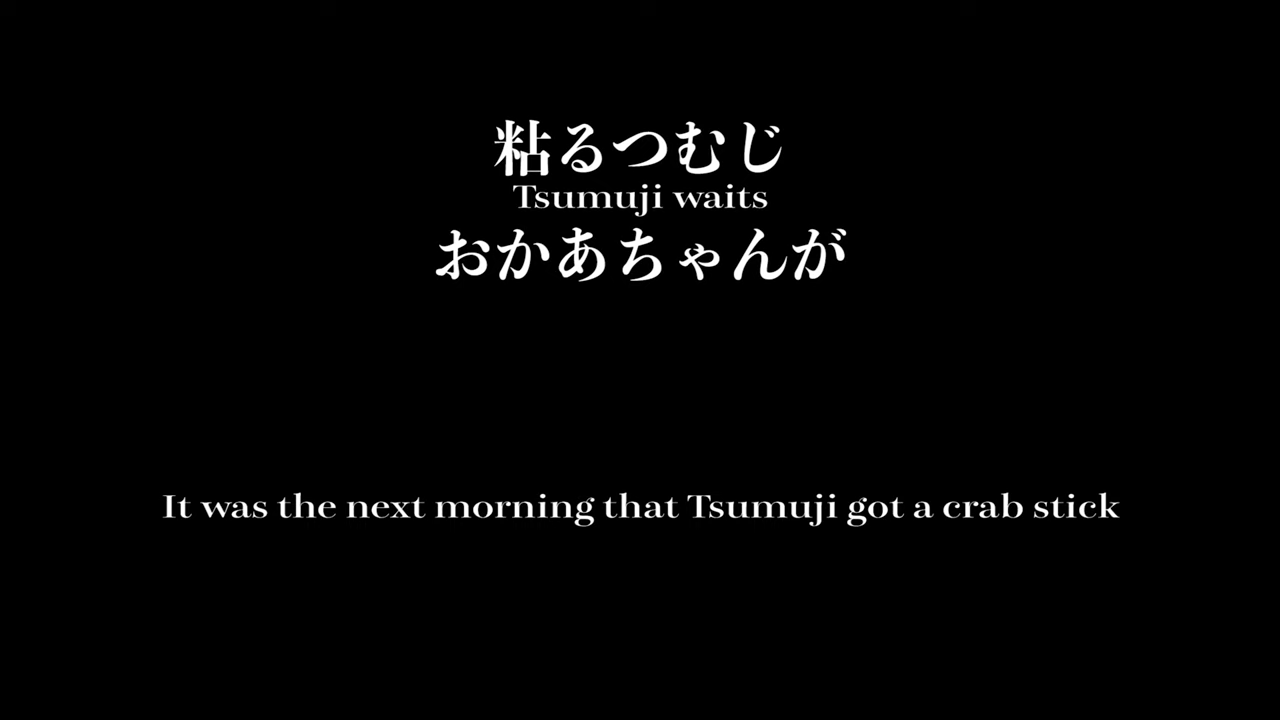 粘るつむじ
Tsumuji waits
おかあちゃんが
It was the next morning that Tsumuji got a crab stick